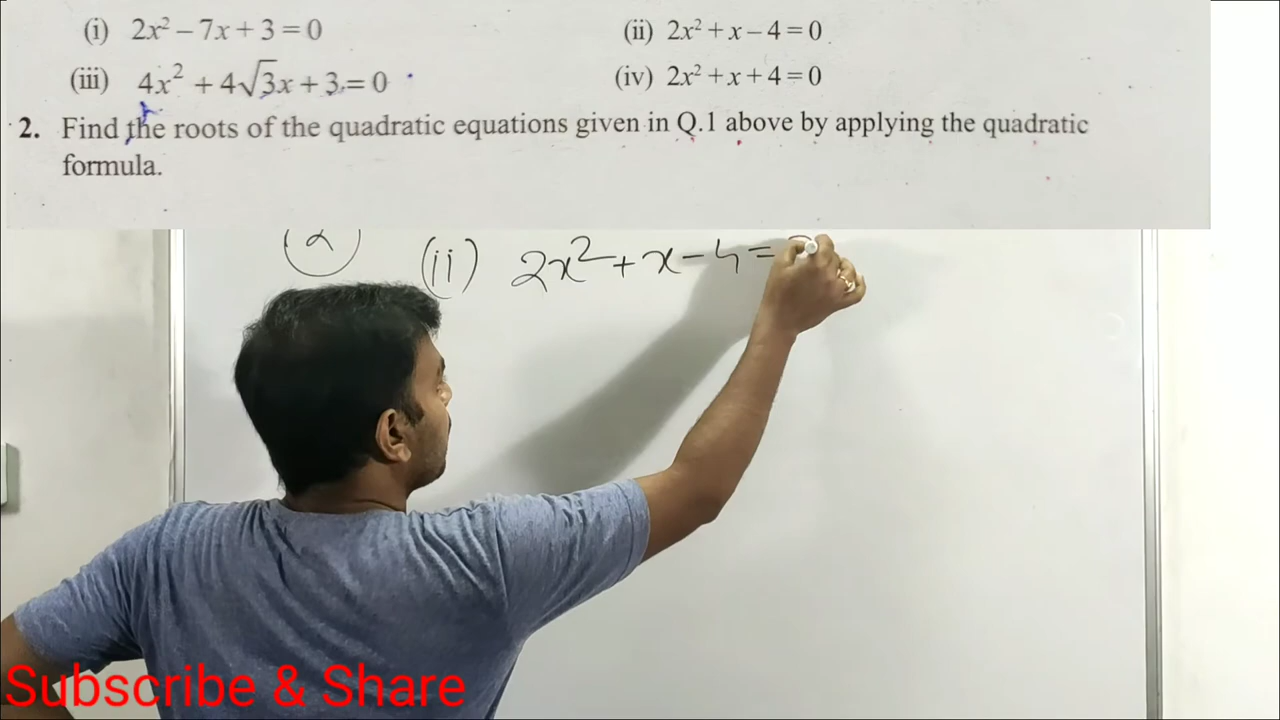 (i) 2x² – 7x + 3 = 0 (ii) 2x² + x – 4 = 0
(iii) 4x² + 4√3x + 3 = 0 (iv) 2x² + x + 4 = 0
2. Find the roots of the quadratic equations given in Q.1 above by applying the quadratic
formula.
(ii) 2x² + x – 4 =
Subscribe & Share